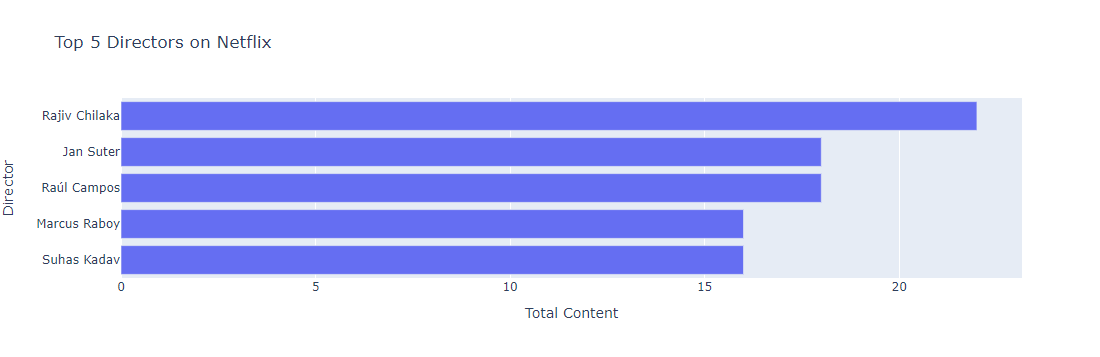 Top 5 Directors on Netflix
Director
Rajiv Chilaka
Jan Suter
Raúl Campos
Marcus Raboy
Suhas Kadav
0 5 10 15 20
Total Content